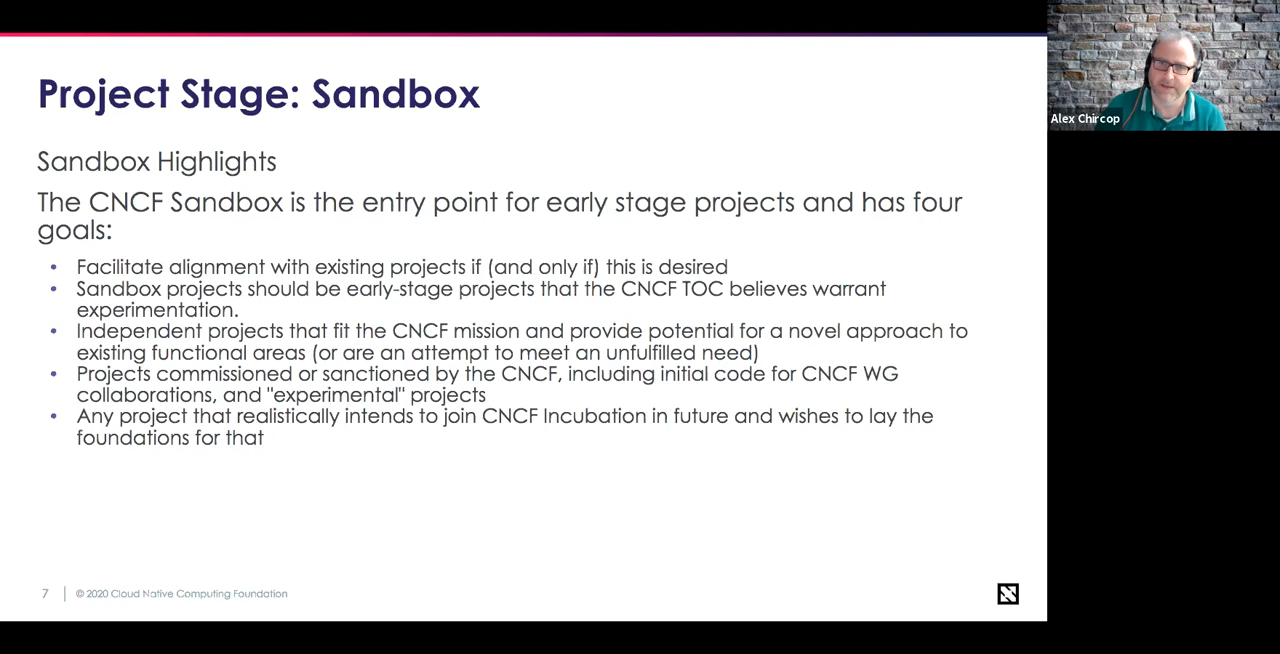 Project Stage: Sandbox
Sandbox Highlights
The CNCF Sandbox is the entry point for early stage projects and has four
goals:
• Facilitate alignment with existing projects if (and only if) this is desired
• Sandbox projects should be early-stage projects that the CNCF TOC believes warrant
experimentation.
• Independent projects that fit the CNCF mission and provide potential for a novel approach to
existing functional areas (or are an attempt to meet an unfulfilled need)
• Projects commissioned or sanctioned by the CNCF, including initial code for CNCF WG
collaborations, and "experimental" projects
• Any project that realistically intends to join CNCF Incubation in future and wishes to lay the
foundations for that
7 | © 2020 Cloud Native Computing Foundation
Alex Chircop